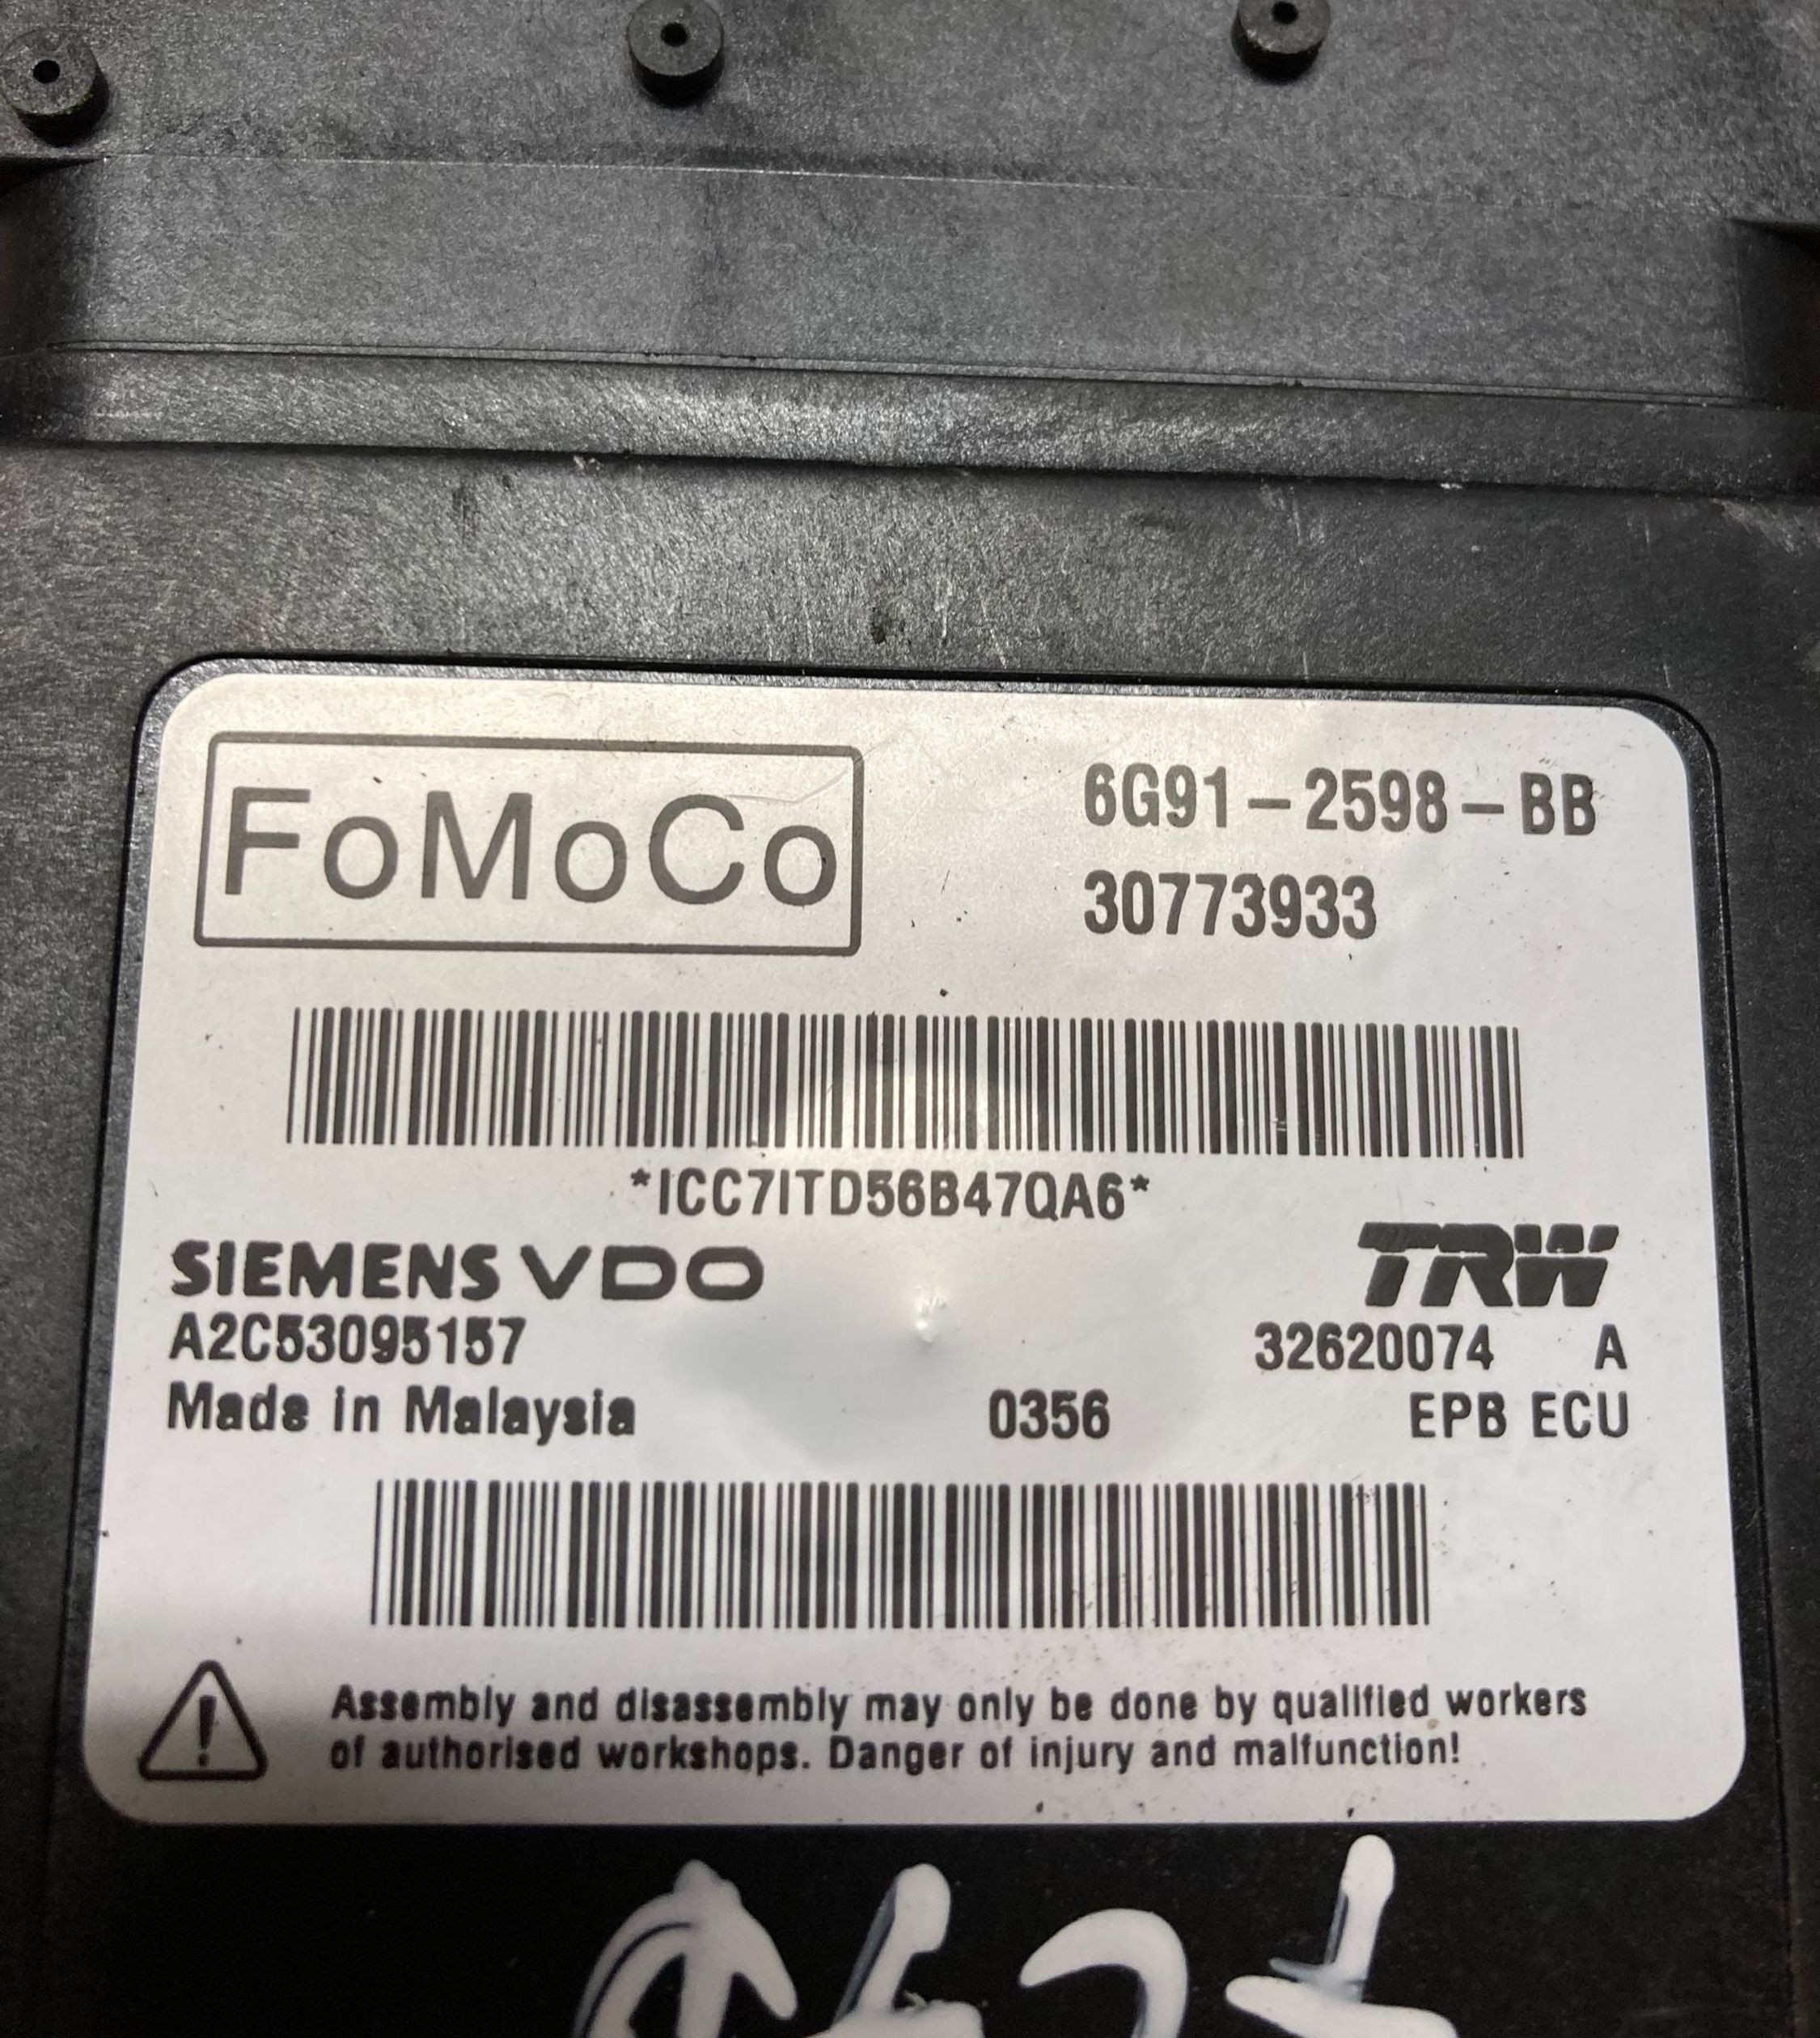 FoMoCo
6G91-2598-BB
30773933
*ICC7ITD56B47QA6*
SIEMENS VDO
TRW
A2C53095157
32620074 A
Made in Malaysia
0356
EPB ECU
Assembly and disassembly may only be done by qualified workers
of authorised workshops. Danger of injury and malfunction!